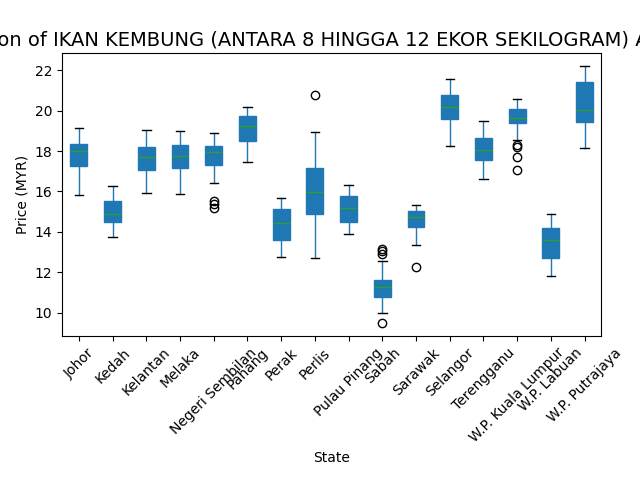 on of IKAN KEMBUNG (ANTARA 8 HINGGA 12 EKOR SEKILOGRAM) A
22
20
18
16
14
12
10
Price (MYR)
Johor
Kedah
Kelantan
Melaka
Negeri Sembilan
Pahang
Perak
Perlis
Pulau Pinang
Sabah
Sarawak
Selangor
Terengganu
W.P. Kuala Lumpur
W.P. Labuan
W.P. Putrajaya
State